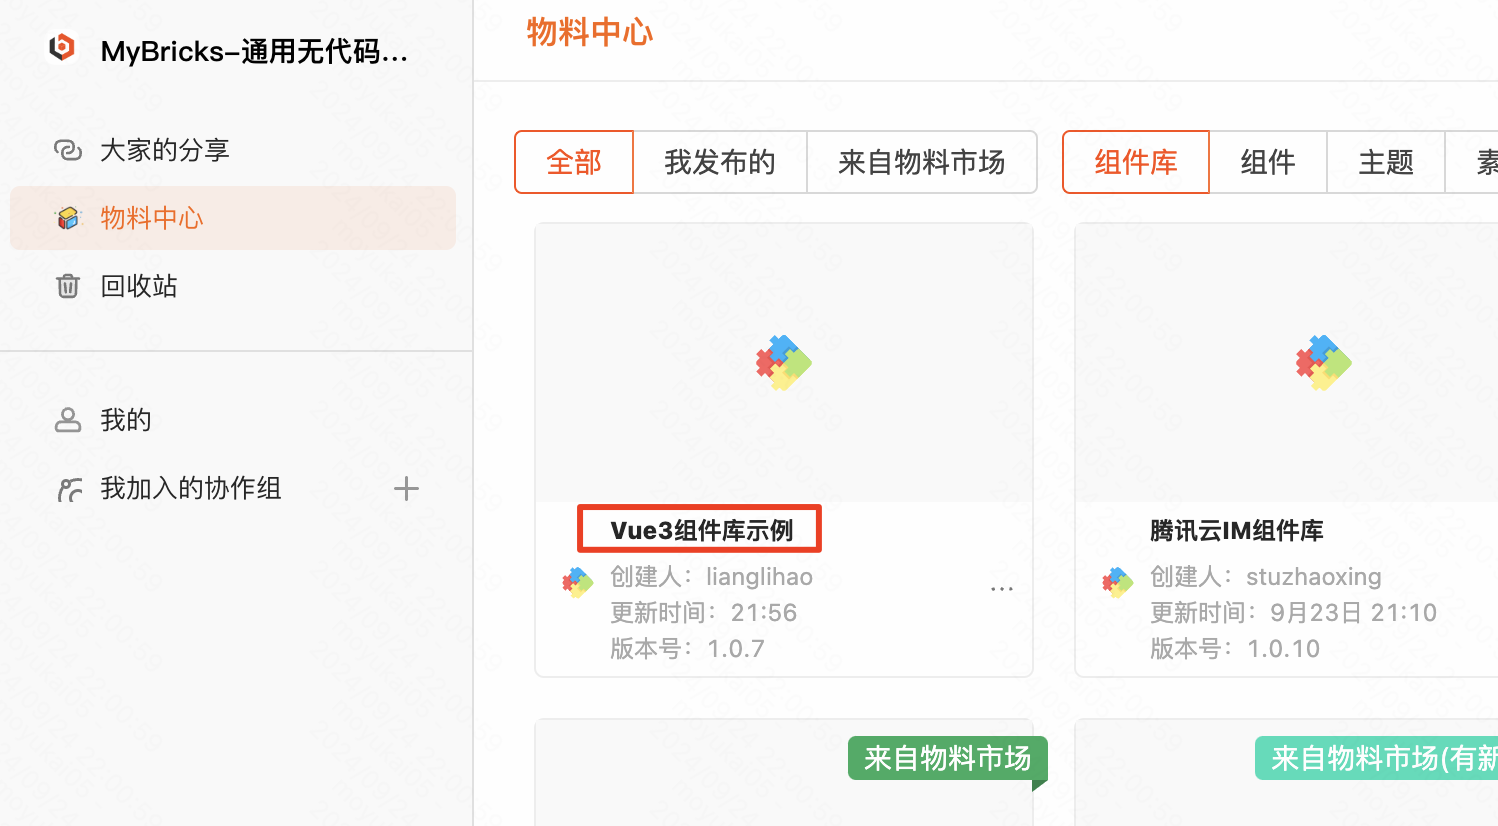 MyBricks-通用无代码...
大家的分享
物料中心
回收站
我的
我加入的协作组
物料中心
全部 我发布的 来自物料市场
组件库 组件 主题 素
Vue3组件库示例
创建人：lianglihao
更新时间：21:56
版本号：1.0.7
腾讯云IM组件库
创建人：stuzhaoxing
更新时间：9月23日 21:10
版本号：1.0.10
来自物料市场
来自物料市场(有新